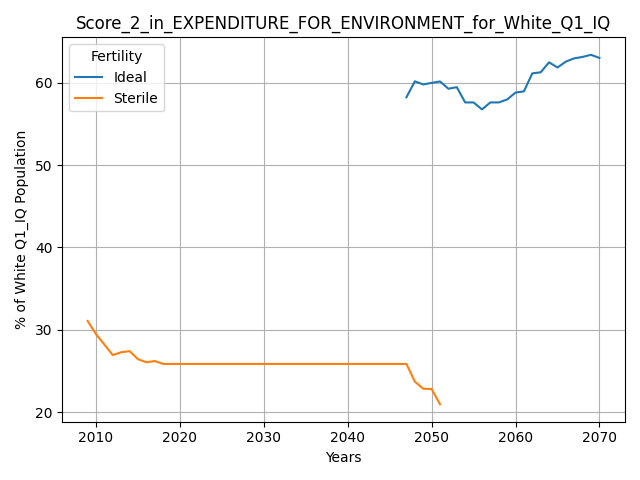 Score_2_in_EXPENDITURE_FOR_ENVIRONMENT_for_White_Q1_IQ
Fertility
Ideal
Sterile
% of White Q1_IQ Population
60
50
40
30
20
2010 2020 2030 2040 2050 2060 2070
Years